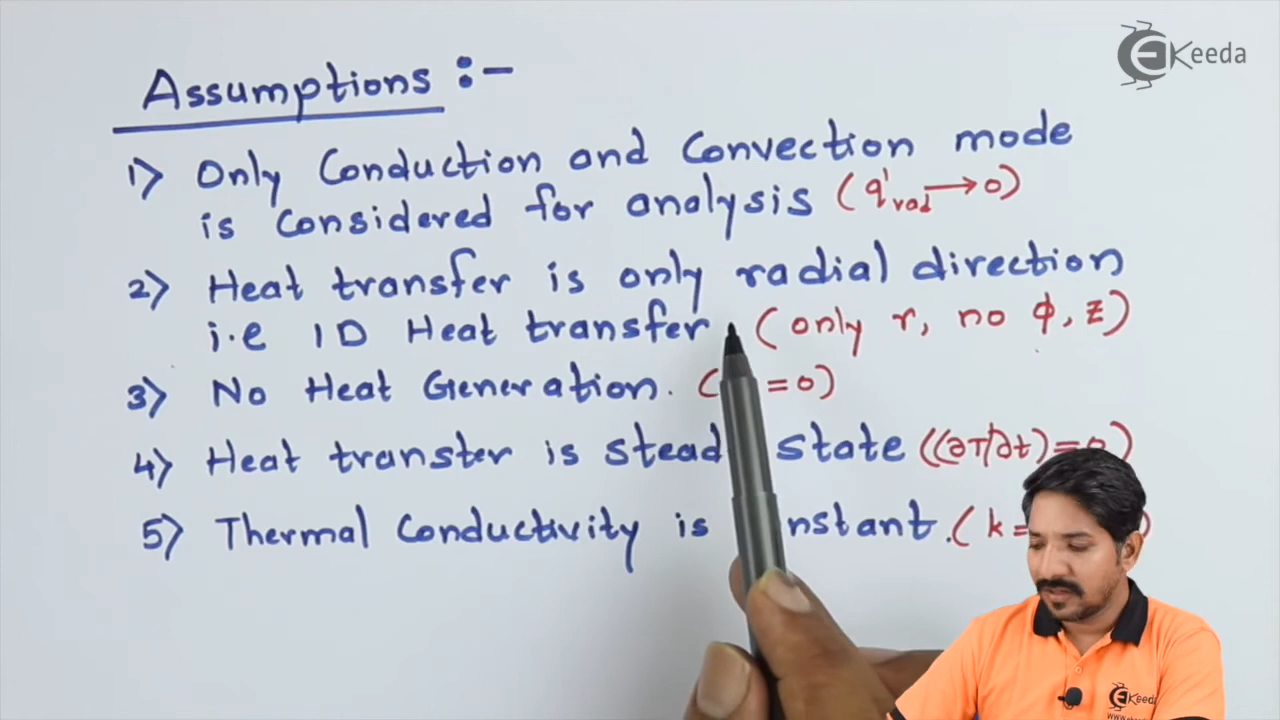 Ekeeda
Assumptions :-
1) Only Conduction and Convection mode
is considered for analysis (q'rad → 0)
2) Heat transfer is only radial direction
i.e 1D Heat transfer. (only r, no ϕ, z)
3) No Heat Generation. ( =0)
4) Heat transfer is state ((∂T/∂t)=0)
5) Thermal Conductivity is . (k= )
Ekeeda